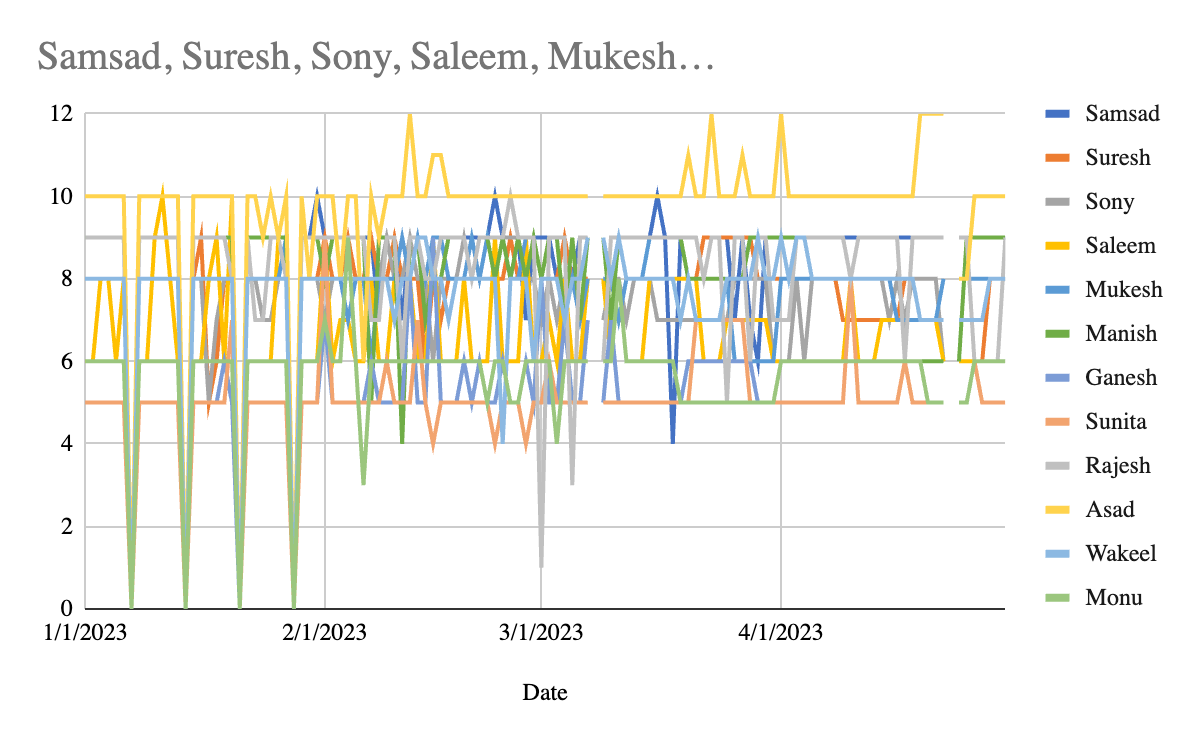 Samsad, Suresh, Sony, Saleem, Mukesh…
12
10
8
6
4
2
0
1/1/2023
2/1/2023
3/1/2023
4/1/2023
Date
Samsad
Suresh
Sony
Saleem
Mukesh
Manish
Ganesh
Sunita
Rajesh
Asad
Wakeel
Monu